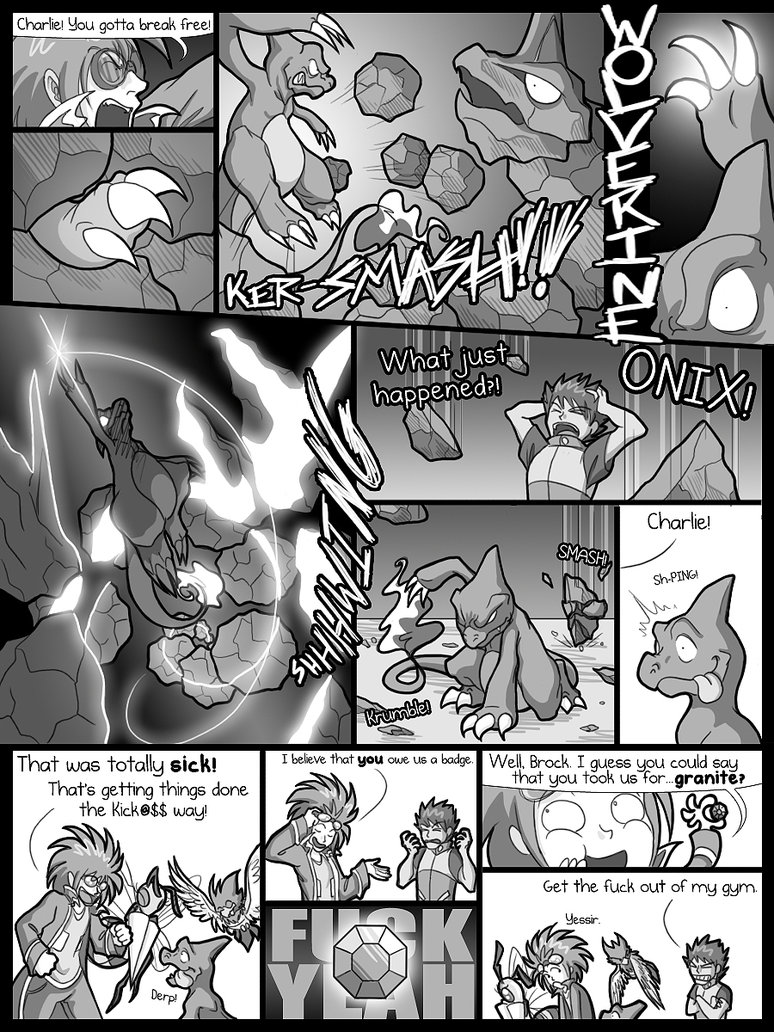 Charlie! You gotta break free!
KER-SMASH!!!
WOLVERINE
ONIX!
SHHHWIING
What just
happened?!
SMASH!
Krumble!
Charlie!
Sh-PING!
That was totally sick!
That's getting things done
the Kick@$$ way!
Derp!
I believe that you owe us a badge.
FUCK
YEAH
Well, Brock. I guess you could say
that you took us for...granite?
Get the fuck out of my gym.
Yessir.